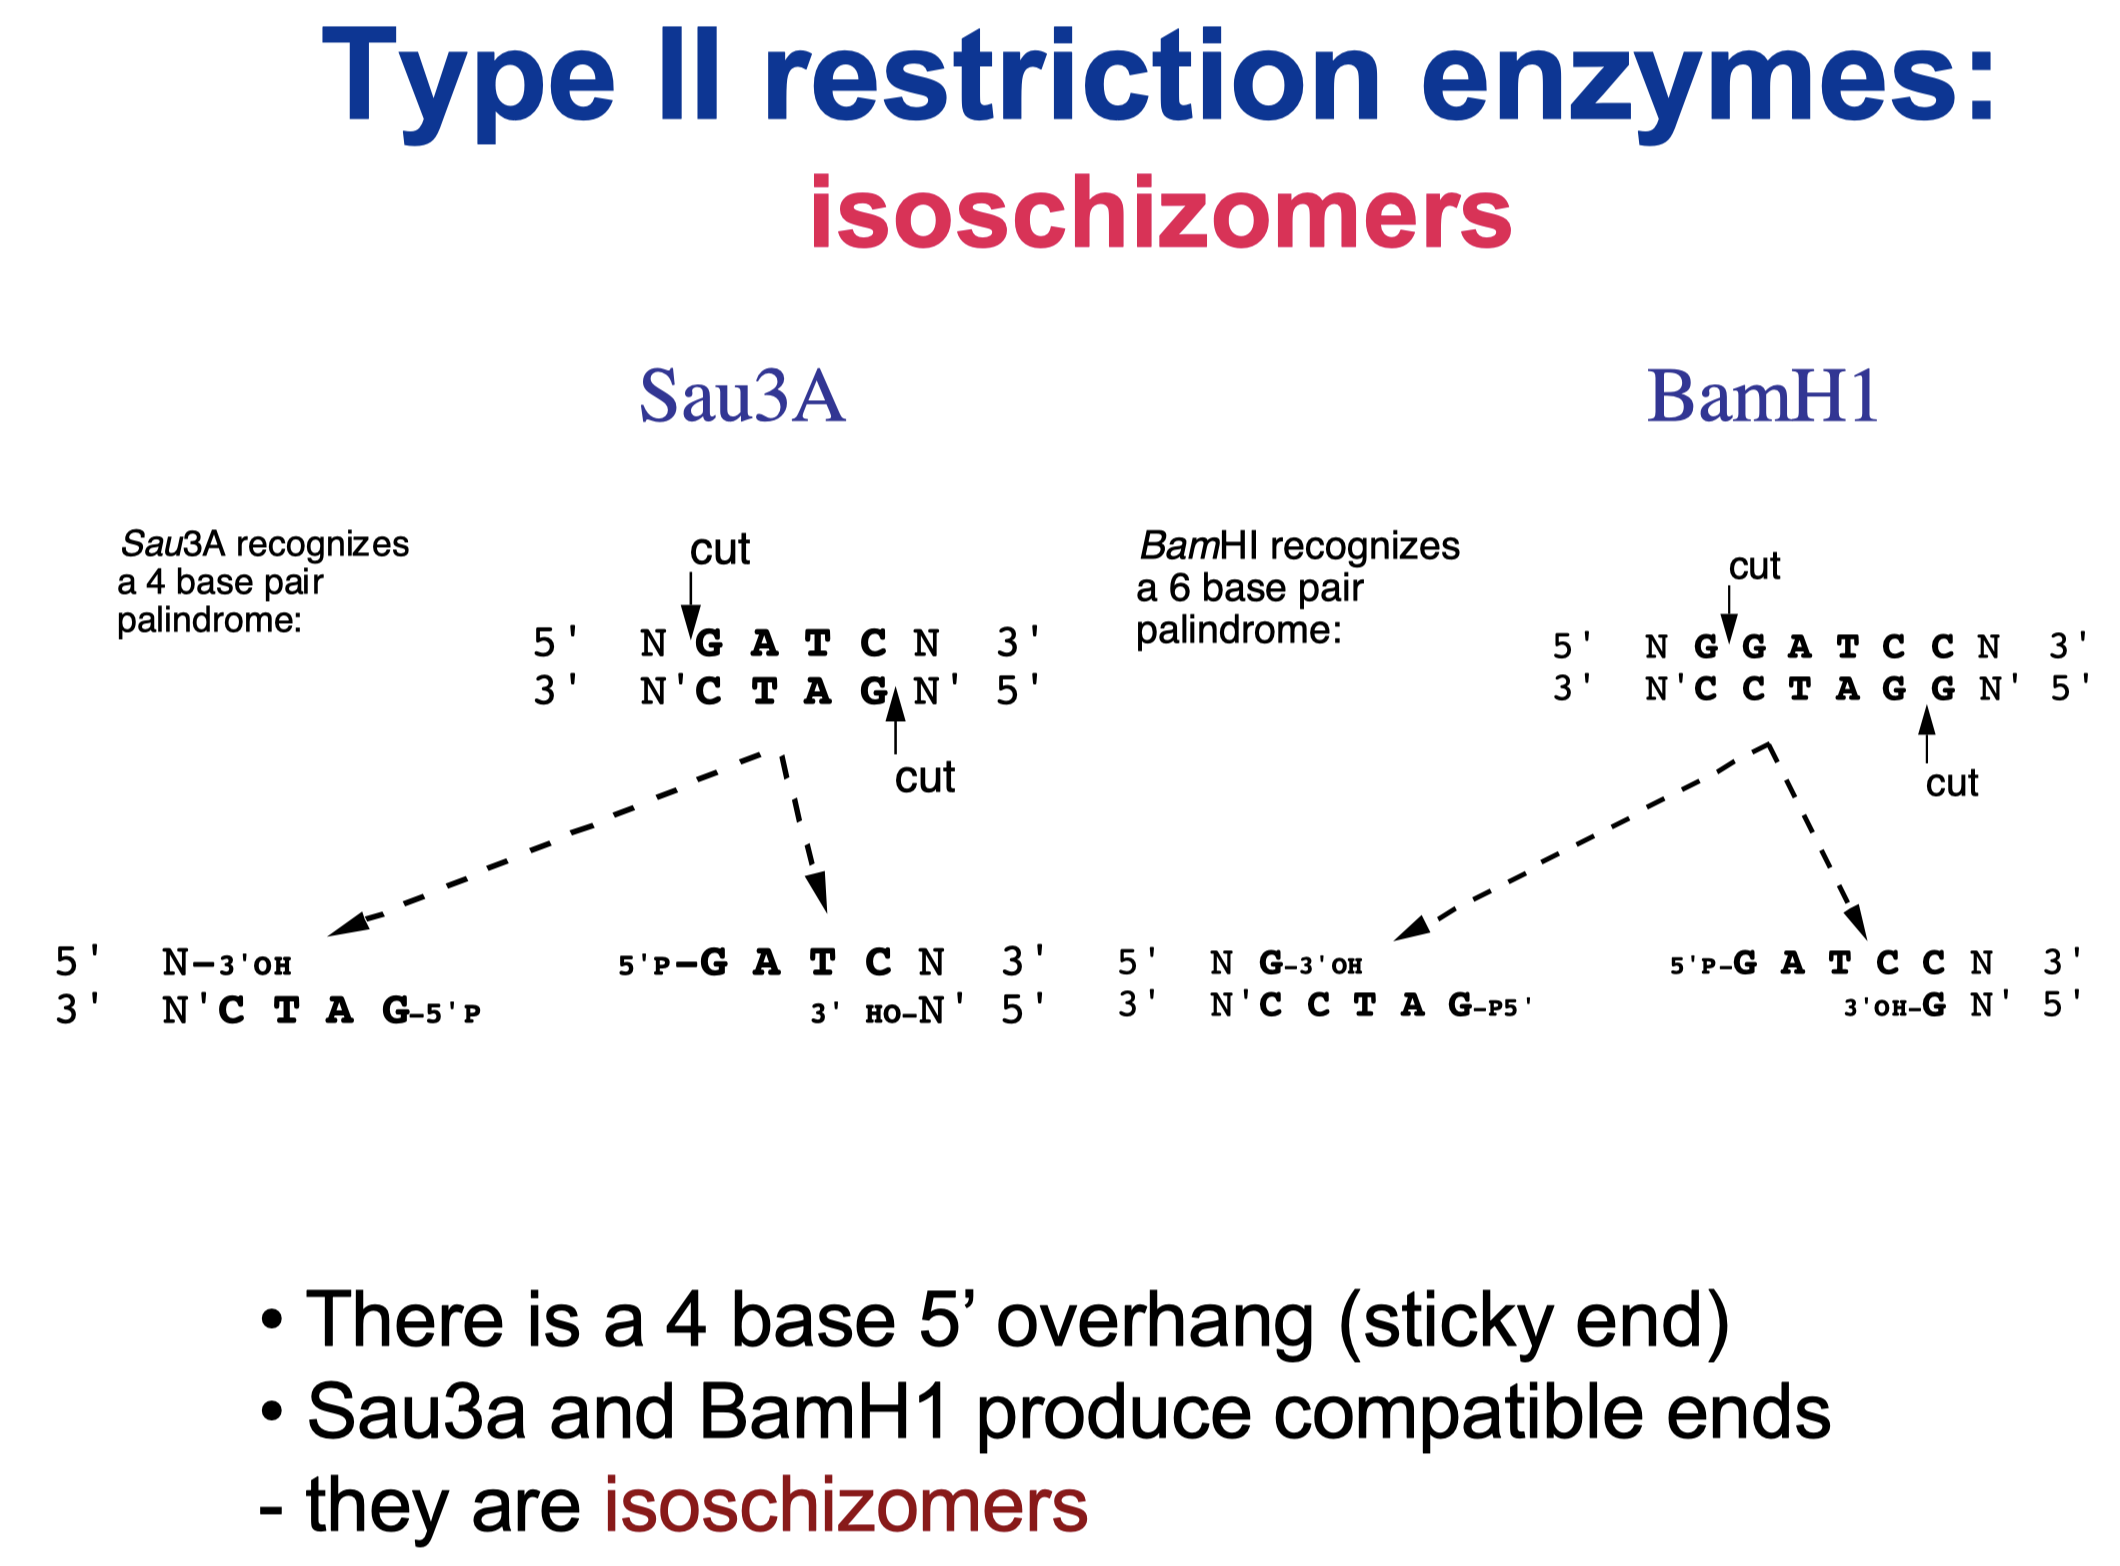 Type II restriction enzymes:
isoschizomers
Sau3A
Sau3A recognizes
a 4 base pair
palindrome:
cut
5' N G A T C N 3'
3' N'C T A G N' 5'
cut
5' N-3'OH
3' N'C T A G-5'P
5'P-G A T C N 3'
3' HO-N' 5'
BamH1
BamHI recognizes
a 6 base pair
palindrome:
cut
5' N G G A T C C N 3'
3' N'C C T A G G N' 5'
cut
5' N G-3'OH
3' N'C C T A G-P5'
5'P-G A T C C N 3'
3'OH-G N' 5'
• There is a 4 base 5’ overhang (sticky end)
• Sau3a and BamH1 produce compatible ends
- they are isoschizomers